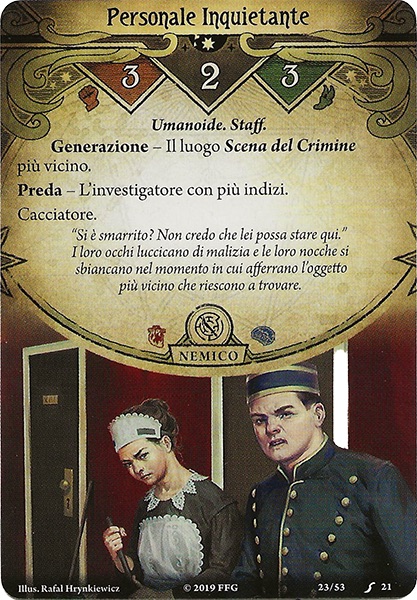 Personale Inquietante
3 2 3
Umanoide. Staff.
Generazione – Il luogo Scena del Crimine
più vicino.
Preda – L'investigatore con più indizi.
Cacciatore.
"Si è smarrito? Non credo che lei possa stare qui."
I loro occhi luccicano di malizia e le loro nocche si
sbiancano nel momento in cui afferrano l'oggetto
più vicino che riescono a trovare.
NEMICO
Illus. Rafał Hrynkiewicz © 2019 FFG 23/53 21